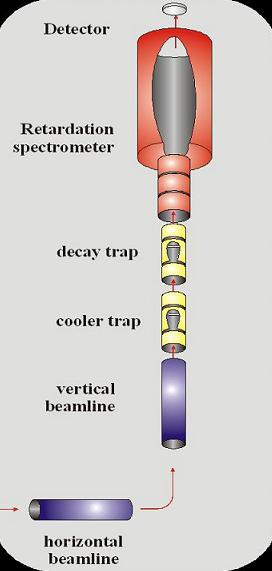 Detector
Retardation
spectrometer
decay trap
cooler trap
vertical
beamline
horizontal
beamline